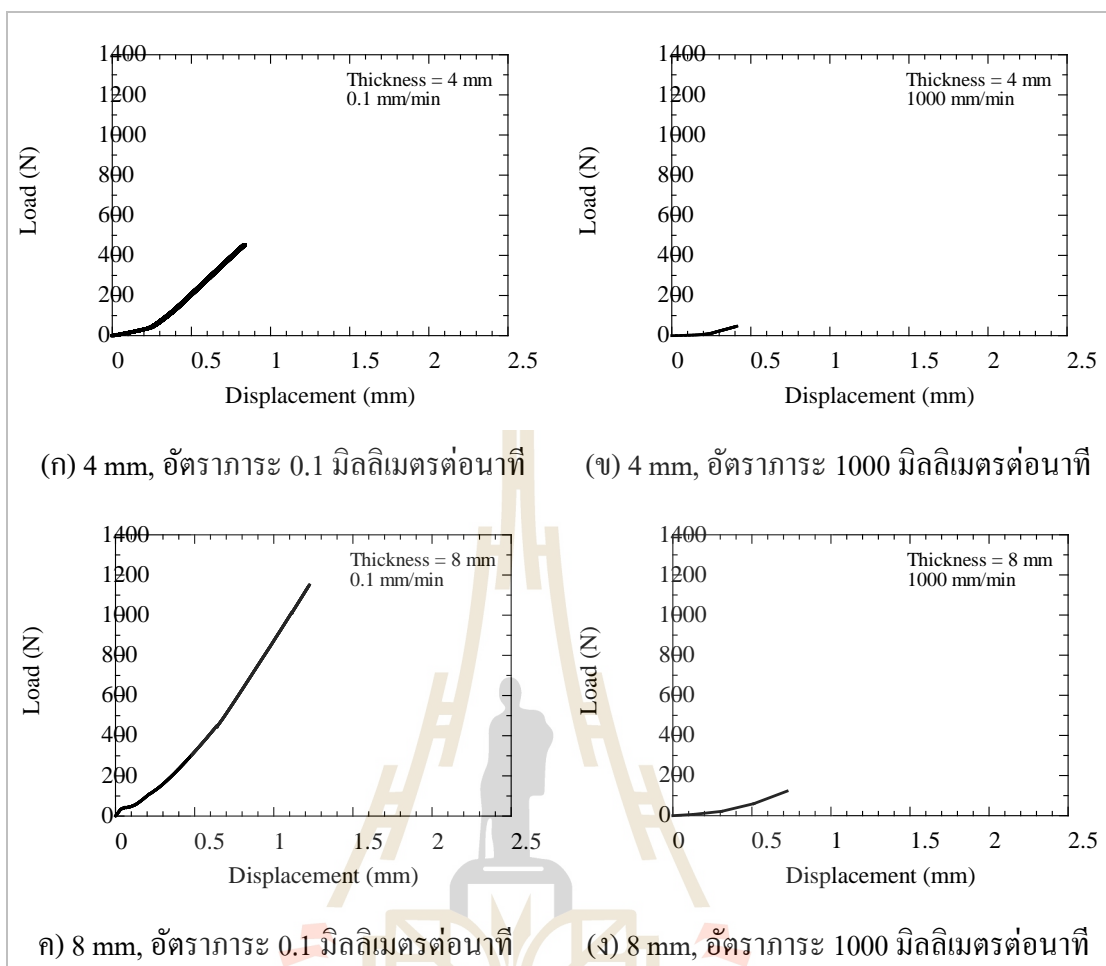 1400
1200
1000
800
600
400
200
0
Load (N)
Thickness = 4 mm
0.1 mm/min
0 0.5 1 1.5 2 2.5
Displacement (mm)
(ก) 4 mm, อัตราภาระ 0.1 มิลลิเมตรต่อนาที
1400
1200
1000
800
600
400
200
0
Load (N)
Thickness = 4 mm
1000 mm/min
0 0.5 1 1.5 2 2.5
Displacement (mm)
(ข) 4 mm, อัตราภาระ 1000 มิลลิเมตรต่อนาที
1400
1200
1000
800
600
400
200
0
Load (N)
Thickness = 8 mm
0.1 mm/min
0 0.5 1 1.5 2 2.5
Displacement (mm)
ค) 8 mm, อัตราภาระ 0.1 มิลลิเมตรต่อนาที
1400
1200
1000
800
600
400
200
0
Load (N)
Thickness = 8 mm
1000 mm/min
0 0.5 1 1.5 2 2.5
Displacement (mm)
(ง) 8 mm, อัตราภาระ 1000 มิลลิเมตรต่อนาที